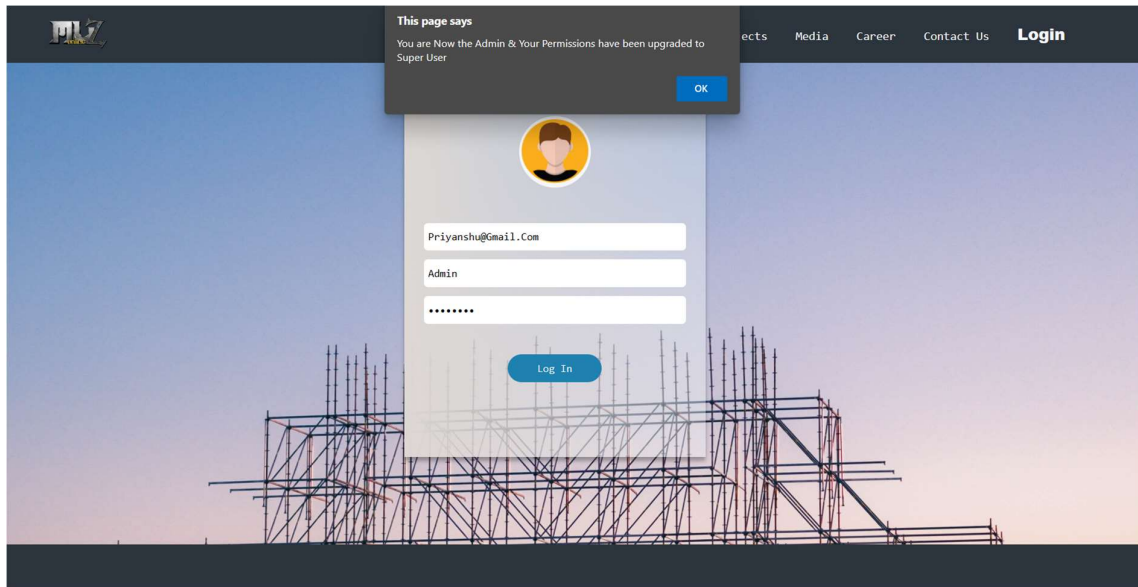 This page says
You are Now the Admin & Your Permissions have been upgraded to
Super User
OK
ects Media Career Contact Us Login
Priyanshu@Gmail.Com
Admin
••••••••
Log In